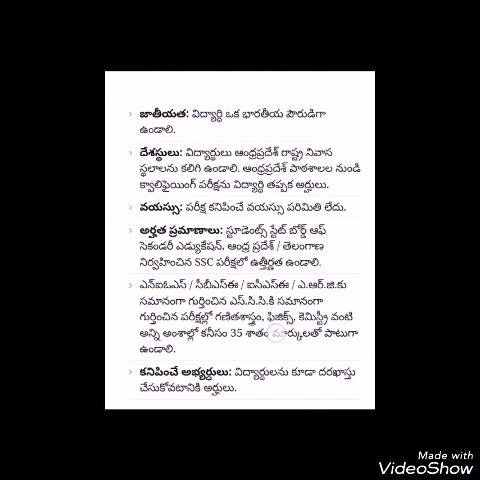 జాతీయత: విద్యార్థి ఒక భారతీయ పౌరుడిగా
ఉండాలి.
దేశస్థులు: విద్యార్థులు ఆంధ్రప్రదేశ్ రాష్ట్ర నివాస
స్థలాలను కలిగి ఉండాలి. ఆంధ్రప్రదేశ్ పాఠశాలల నుండి
క్వాలిఫైయింగ్ పరీక్షను విద్యార్థి తప్పక అర్హులు.
వయస్సు: పరీక్ష కనిపించే వయస్సు పరిమితి లేదు.
అర్హత ప్రమాణాలు: స్టూడెంట్స్ స్టేట్ బోర్డ్ ఆఫ్
సెకండరీ ఎడ్యుకేషన్, ఆంధ్ర ప్రదేశ్ / తెలంగాణ
నిర్వహించిన SSC పరీక్షలో ఉత్తీర్ణత ఉండాలి.
ఎన్ఐఓఎస్ / సీబీఎస్ఈ / ఐసీఎస్ఈ / ఎ.ఆర్.జి.కు
సమానంగా గుర్తించిన ఎస్.సి.సి.కి సమానంగా
గుర్తించిన పరీక్షల్లో గణితశాస్త్రం, ఫిజిక్స్, కెమిస్ట్రీ వంటి
అన్ని అంశాల్లో కనీసం 35 శాతం మార్కులతో పాటుగా
ఉండాలి.
కనిపించే అభ్యర్థులు: విద్యార్థులను కూడా దరఖాస్తు
చేసుకోవటానికి అర్హులు.
Made with
VideoShow